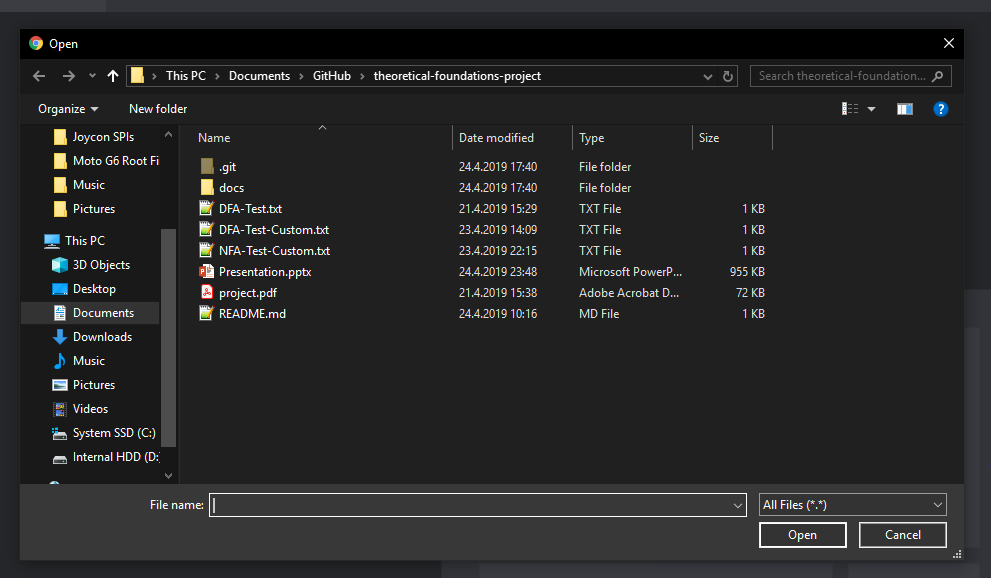 Open
This PC › Documents › GitHub › theoretical-foundations-project
Search theoretical-foundation...
Organize New folder
Joycon SPIs
Moto G6 Root Fi
Music
Pictures
This PC
3D Objects
Desktop
Documents
Downloads
Music
Pictures
Videos
System SSD (C:)
Internal HDD (D:
Name Date modified Type Size
.git 24.4.2019 17:40 File folder
docs 24.4.2019 17:40 File folder
DFA-Test.txt 21.4.2019 15:29 TXT File 1 KB
DFA-Test-Custom.txt 23.4.2019 14:09 TXT File 1 KB
NFA-Test-Custom.txt 23.4.2019 22:15 TXT File 1 KB
Presentation.pptx 24.4.2019 23:48 Microsoft PowerP... 955 KB
project.pdf 21.4.2019 15:38 Adobe Acrobat D... 72 KB
README.md 24.4.2019 10:16 MD File 1 KB
File name: All Files (*.*)
Open Cancel